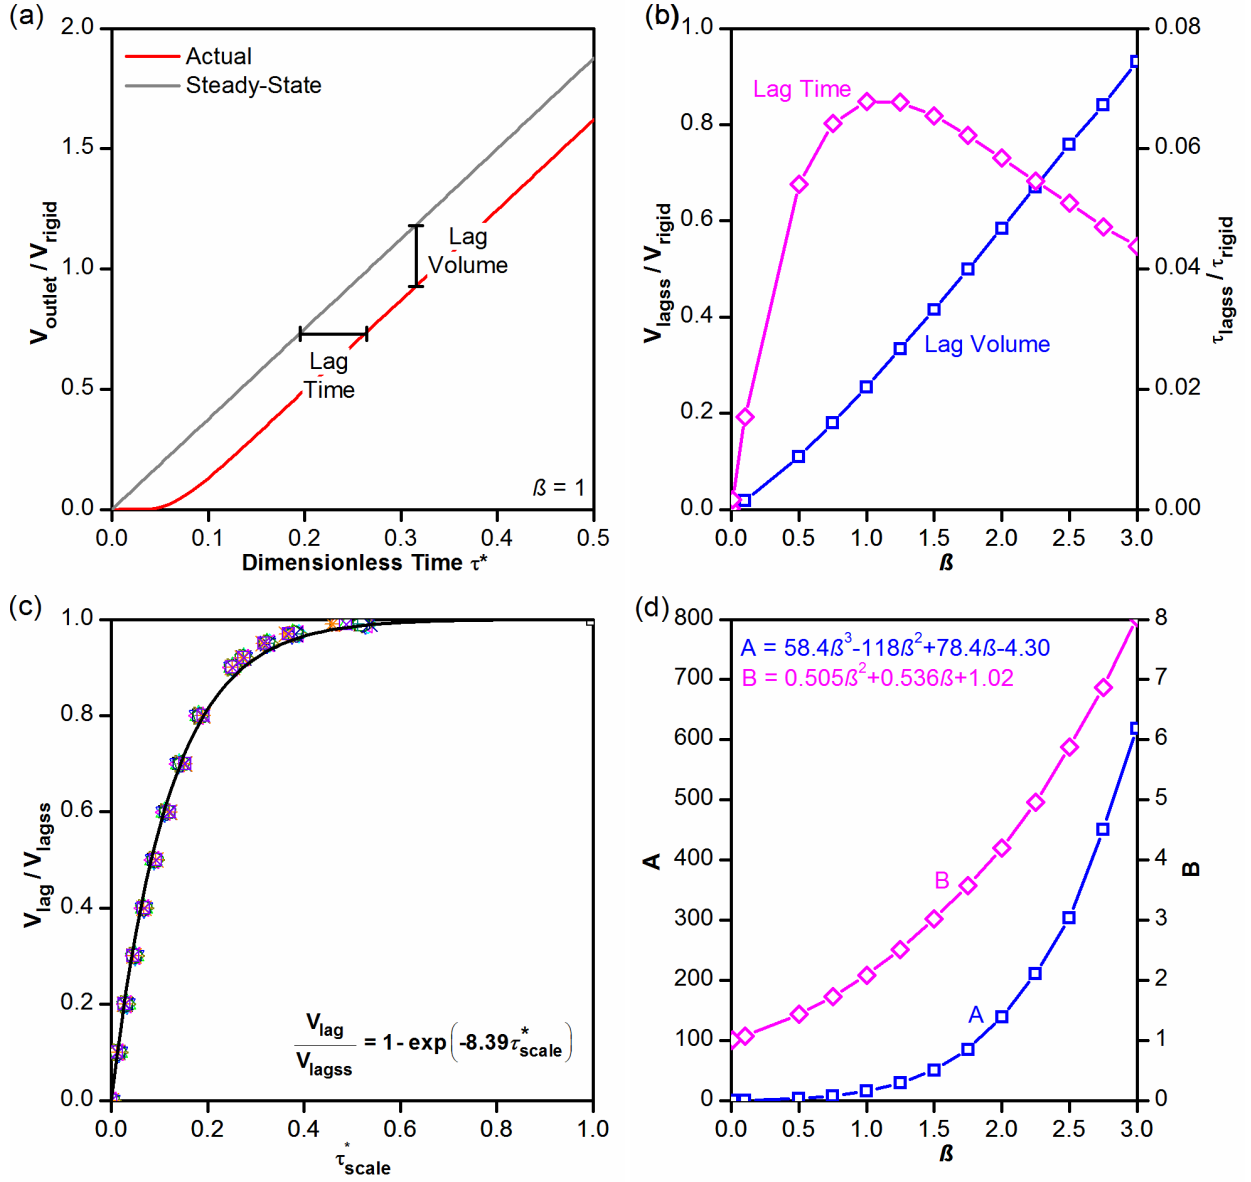 (a)
2.0
1.5
1.0
0.5
0.0
V_outlet / V_rigid
Actual
Steady-State
Lag
Volume
Lag
Time
ß = 1
0.0 0.1 0.2 0.3 0.4 0.5
Dimensionless Time τ*
(b)
1.0
0.8
0.6
0.4
0.2
0.0
V_lagss / V_rigid
Lag Time
Lag Volume
0.08
0.06
0.04
0.02
0.00
τ_lagss / τ_rigid
0.0 0.5 1.0 1.5 2.0 2.5 3.0
ß
(c)
1.0
0.8
0.6
0.4
0.2
0.0
V_lag / V_lagss
V_lag / V_lagss = 1 - exp(-8.39τ*_scale)
0.0 0.2 0.4 0.6 0.8 1.0
τ*_scale
(d)
800
700
600
500
400
300
200
100
0
A
A = 58.4ß³-118ß²+78.4ß-4.30
B = 0.505ß²+0.536ß+1.02
B
A
8
7
6
5
4
3
2
1
0
B
0.0 0.5 1.0 1.5 2.0 2.5 3.0
ß